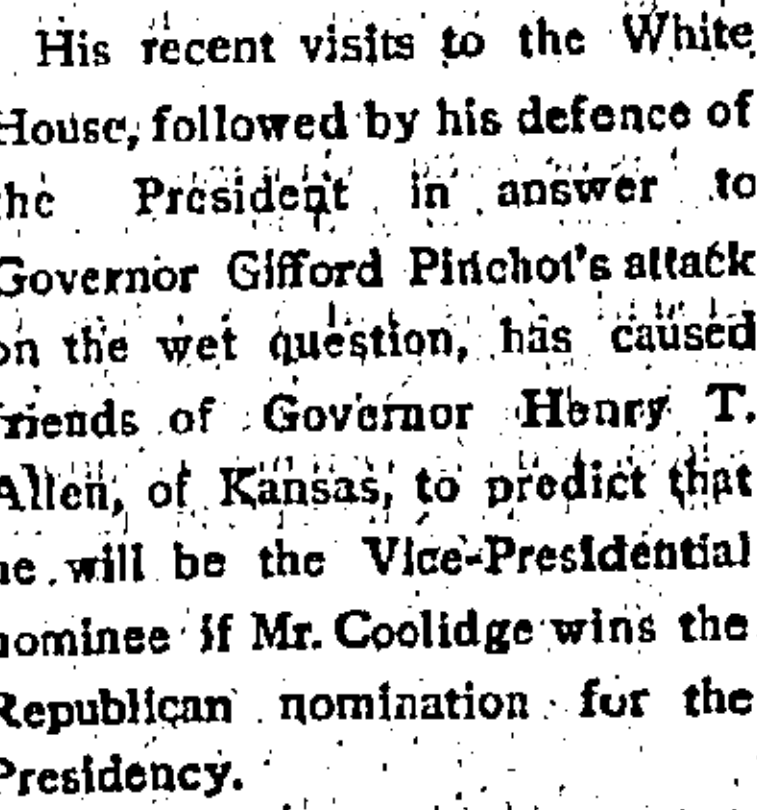 His recent visits to the White
House, followed by his defence of
the President in answer to
Governor Gifford Pinchot's attack
on the wet question, has caused
friends of Governor Henry T.
Allen, of Kansas, to predict that
he will be the Vice-Presidential
nominee if Mr. Coolidge wins the
Republican nomination for the
Presidency.